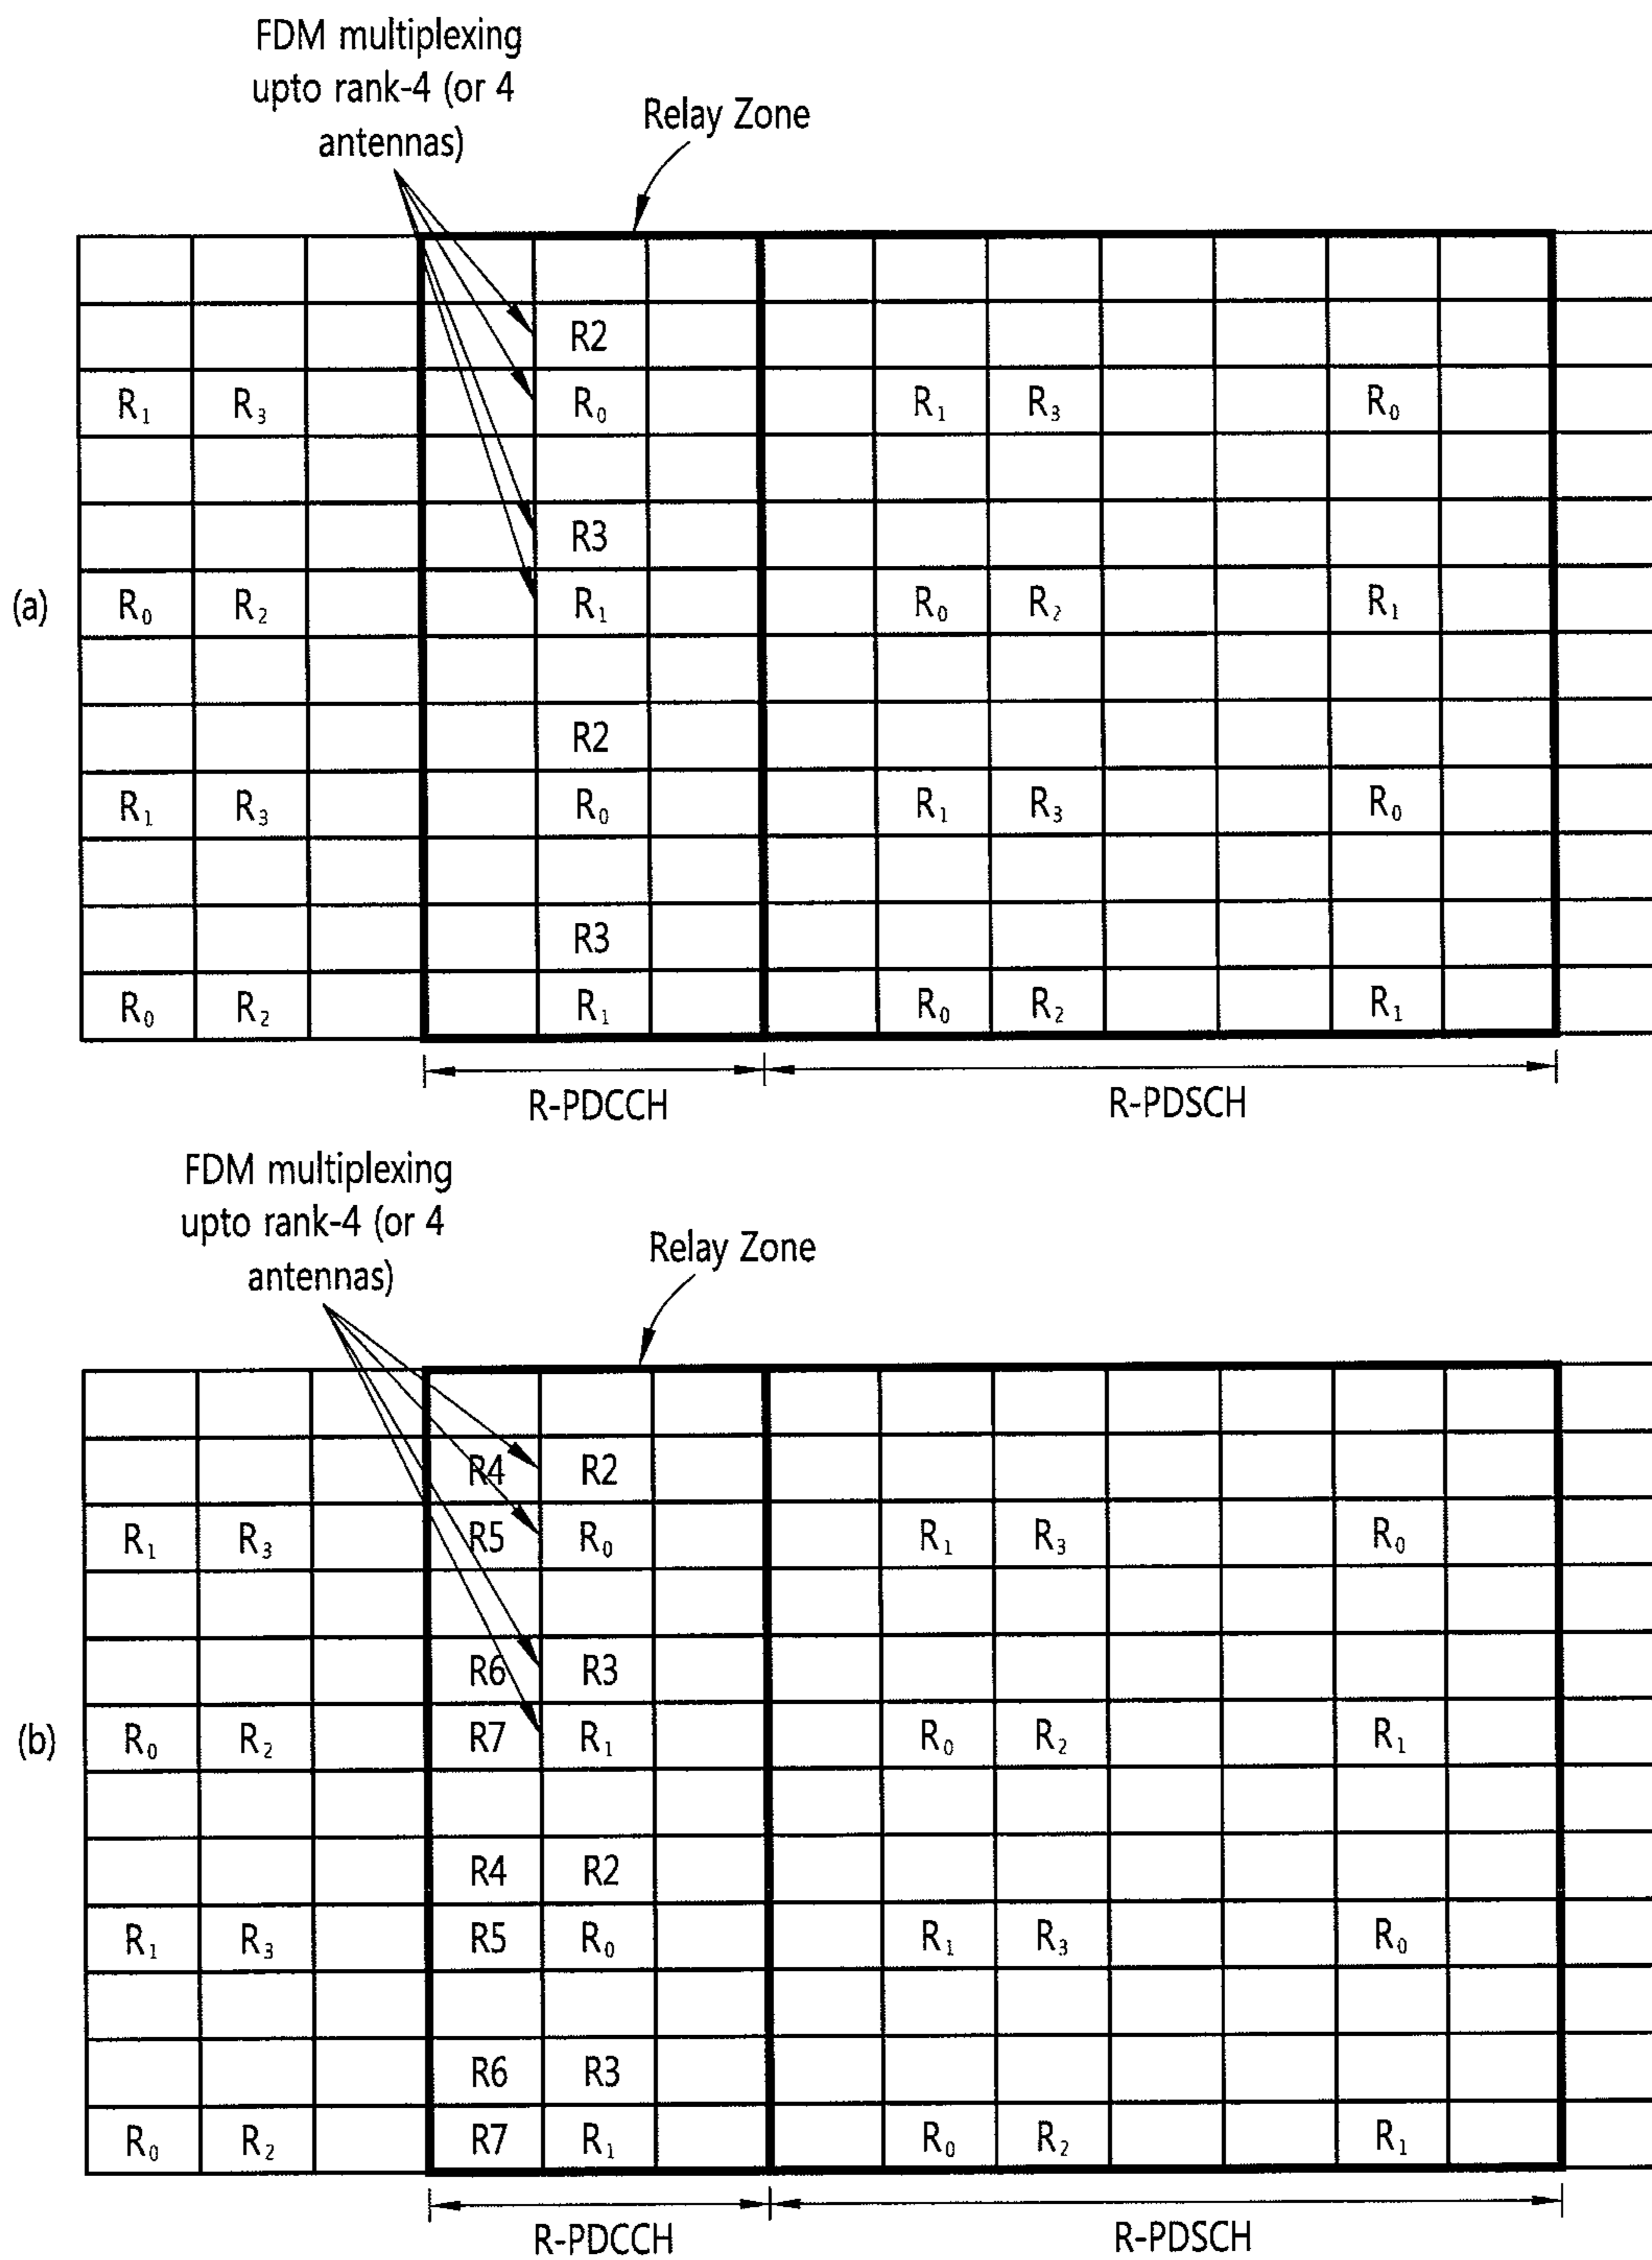 FDM multiplexing
upto rank-4 (or 4
antennas)
Relay Zone
R2
R₁ R₃ R₀ R₁ R₃ R₀
R3
(a) R₀ R₂ R₁ R₀ R₂ R₁
R2
R₁ R₃ R₀ R₁ R₃ R₀
R3
R₀ R₂ R₁ R₀ R₂ R₁
R-PDCCH R-PDSCH
FDM multiplexing
upto rank-4 (or 4
antennas)
Relay Zone
R4 R2
R₁ R₃ R5 R₀ R₁ R₃ R₀
R6 R3
(b) R₀ R₂ R7 R₁ R₀ R₂ R₁
R4 R2
R₁ R₃ R5 R₀ R₁ R₃ R₀
R6 R3
R₀ R₂ R7 R₁ R₀ R₂ R₁
R-PDCCH R-PDSCH